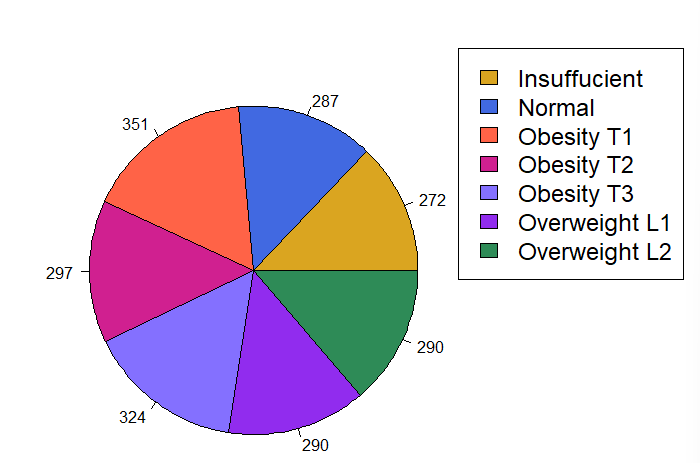 Insuffucient
Normal
Obesity T1
Obesity T2
Obesity T3
Overweight L1
Overweight L2
287
351
272
297
290
324
290